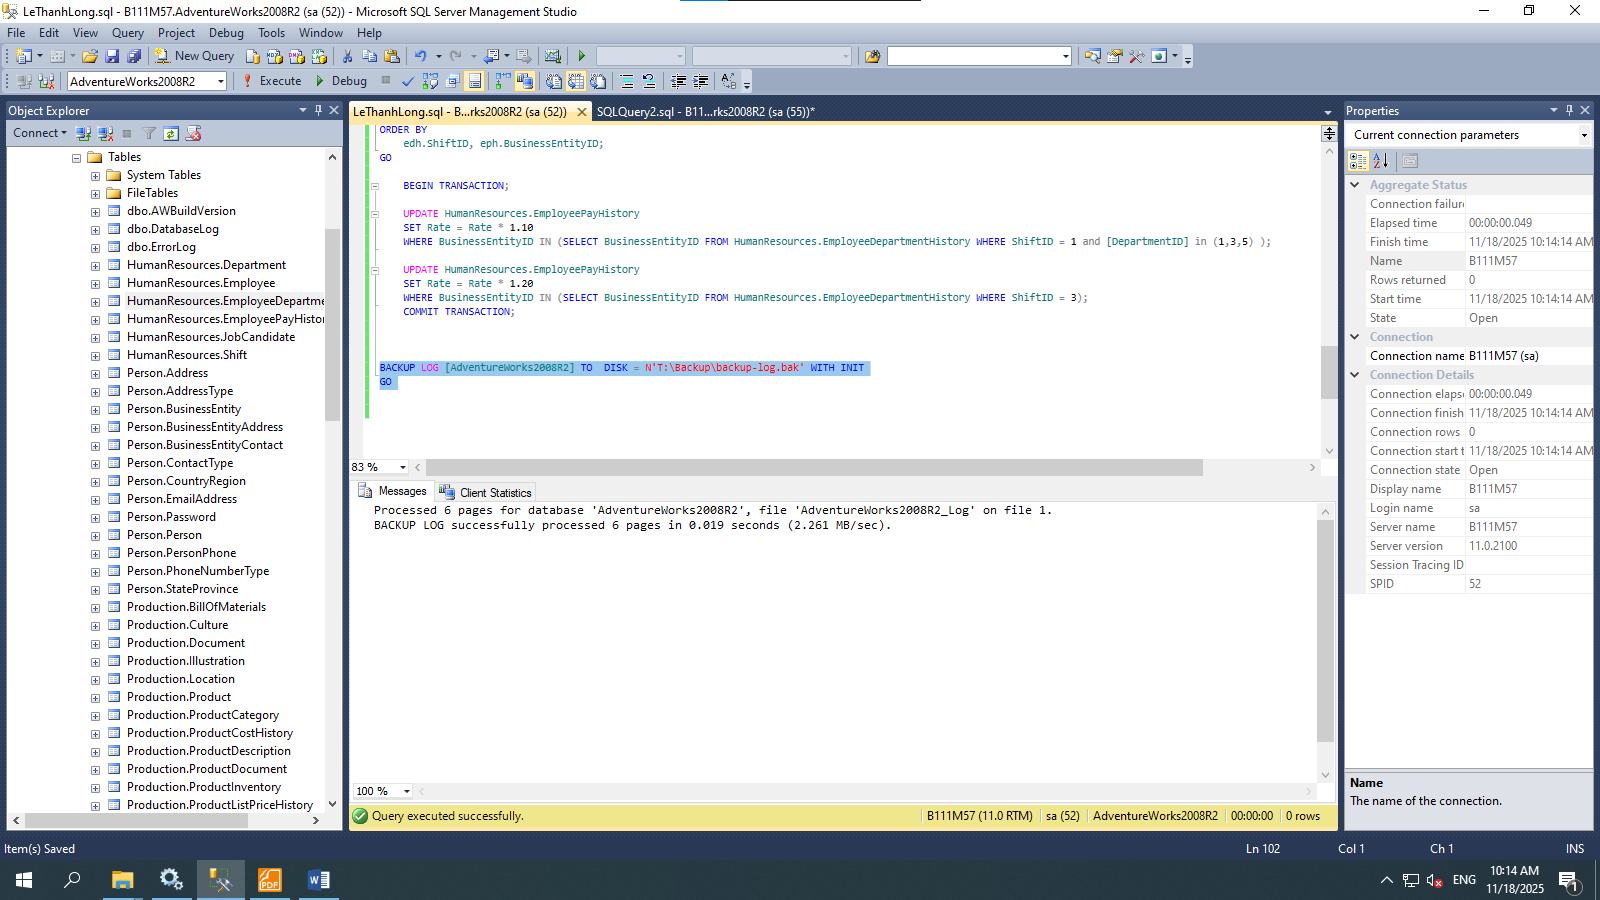 LeThanhLong.sql - B111M57.AdventureWorks2008R2 (sa (52)) - Microsoft SQL Server Management Studio
File Edit View Query Project Debug Tools Window Help
New Query
AdventureWorks2008R2 Execute Debug
Object Explorer
Connect
Tables
System Tables
FileTables
dbo.AWBuildVersion
dbo.DatabaseLog
dbo.ErrorLog
HumanResources.Department
HumanResources.Employee
HumanResources.EmployeeDepartme
HumanResources.EmployeePayHistor
HumanResources.JobCandidate
HumanResources.Shift
Person.Address
Person.AddressType
Person.BusinessEntity
Person.BusinessEntityAddress
Person.BusinessEntityContact
Person.ContactType
Person.CountryRegion
Person.EmailAddress
Person.Password
Person.Person
Person.PersonPhone
Person.PhoneNumberType
Person.StateProvince
Production.BillOfMaterials
Production.Culture
Production.Document
Production.Illustration
Production.Location
Production.Product
Production.ProductCategory
Production.ProductCostHistory
Production.ProductDescription
Production.ProductDocument
Production.ProductInventory
Production.ProductListPriceHistory
LeThanhLong.sql - B...rks2008R2 (sa (52)) SQLQuery2.sql - B11...rks2008R2 (sa (55))*
ORDER BY
edh.ShiftID, eph.BusinessEntityID;
GO
BEGIN TRANSACTION;
UPDATE HumanResources.EmployeePayHistory
SET Rate = Rate * 1.10
WHERE BusinessEntityID IN (SELECT BusinessEntityID FROM HumanResources.EmployeeDepartmentHistory WHERE ShiftID = 1 and [DepartmentID] in (1,3,5) );
UPDATE HumanResources.EmployeePayHistory
SET Rate = Rate * 1.20
WHERE BusinessEntityID IN (SELECT BusinessEntityID FROM HumanResources.EmployeeDepartmentHistory WHERE ShiftID = 3);
COMMIT TRANSACTION;
BACKUP LOG [AdventureWorks2008R2] TO  DISK = N'T:\Backup\backup-log.bak' WITH INIT
GO
83 %
Messages Client Statistics
Processed 6 pages for database 'AdventureWorks2008R2', file 'AdventureWorks2008R2_Log' on file 1.
BACKUP LOG successfully processed 6 pages in 0.019 seconds (2.261 MB/sec).
100 %
Query executed successfully. B111M57 (11.0 RTM) sa (52) AdventureWorks2008R2 00:00:00 0 rows
Properties
Current connection parameters
Aggregate Status
Connection failure
Elapsed time 00:00:00.049
Finish time 11/18/2025 10:14:14 AM
Name B111M57
Rows returned 0
Start time 11/18/2025 10:14:14 AM
State Open
Connection
Connection name B111M57 (sa)
Connection Details
Connection elaps 00:00:00.049
Connection finish 11/18/2025 10:14:14 AM
Connection rows 0
Connection start t 11/18/2025 10:14:14 AM
Connection state Open
Display name B111M57
Login name sa
Server name B111M57
Server version 11.0.2100
Session Tracing ID
SPID 52
Name
The name of the connection.
Item(s) Saved Ln 102 Col 1 Ch 1 INS
PDF ENG 10:14 AM
11/18/2025 1